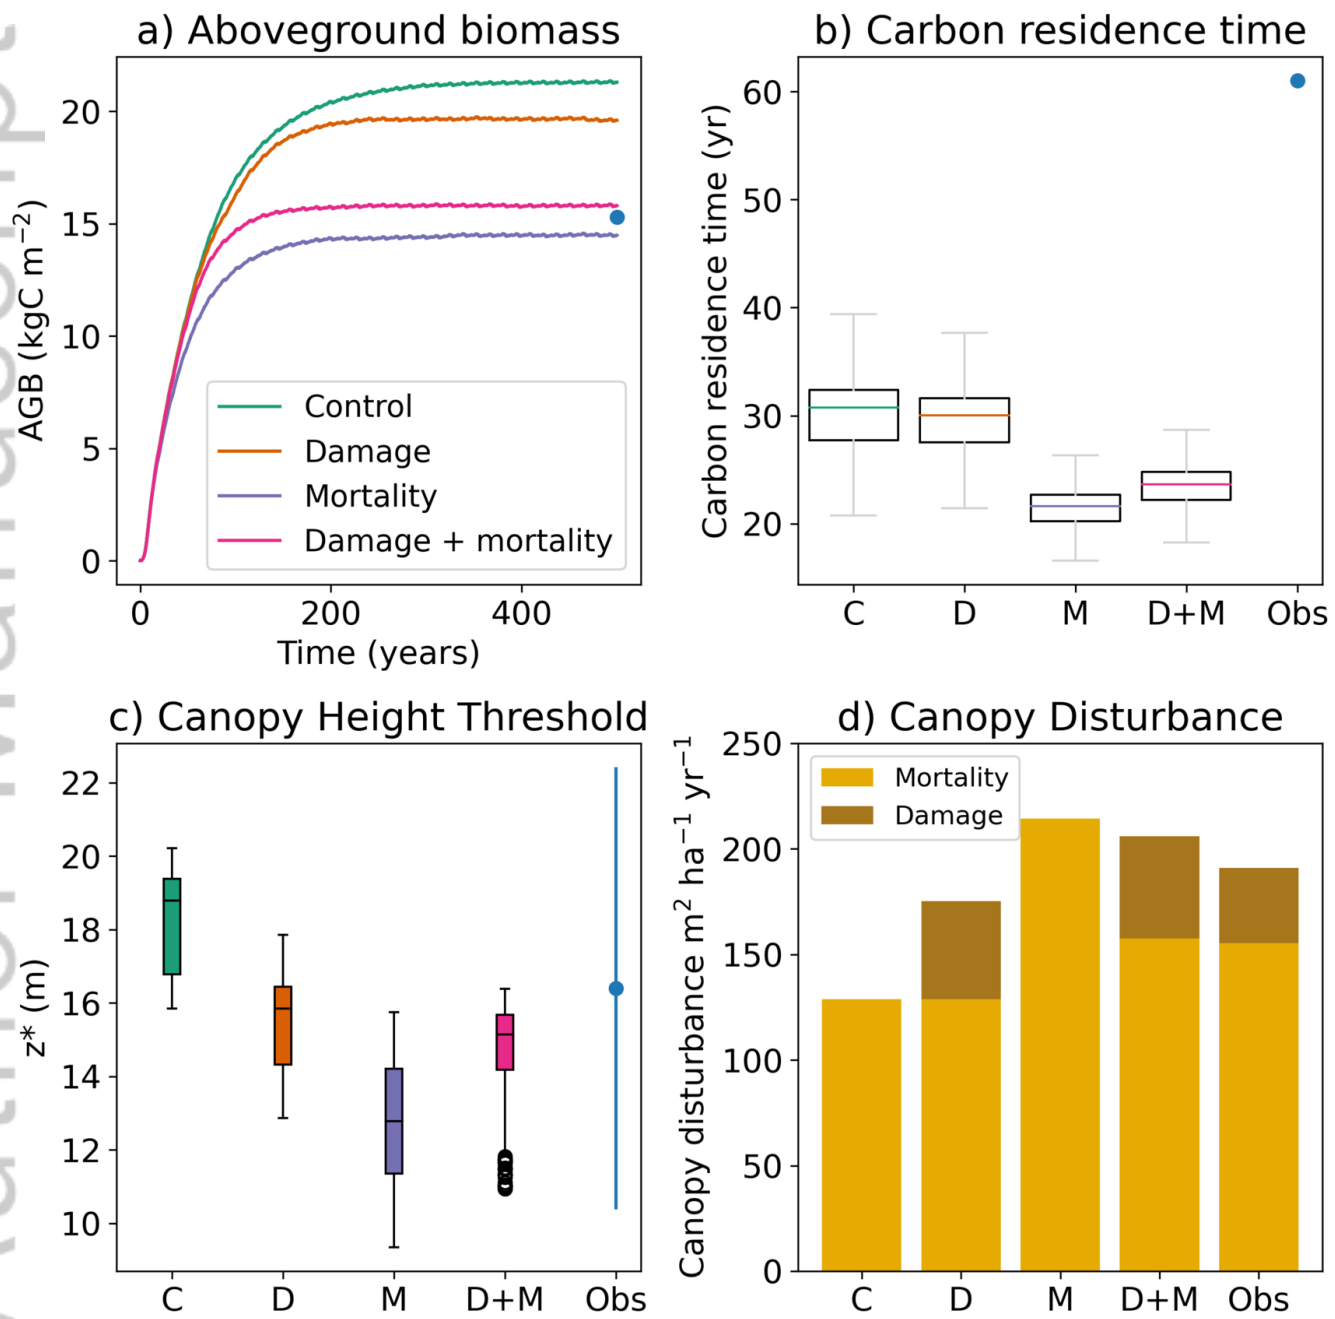 a) Aboveground biomass
AGB (kgC m⁻²)
20
15
10
5
0
Control
Damage
Mortality
Damage + mortality
0 200 400
Time (years)
b) Carbon residence time
Carbon residence time (yr)
60
50
40
30
20
C D M D+M Obs
c) Canopy Height Threshold
z* (m)
22
20
18
16
14
12
10
C D M D+M Obs
d) Canopy Disturbance
Canopy disturbance m² ha⁻¹ yr⁻¹
250
200
150
100
50
0
Mortality
Damage
C D M D+M Obs